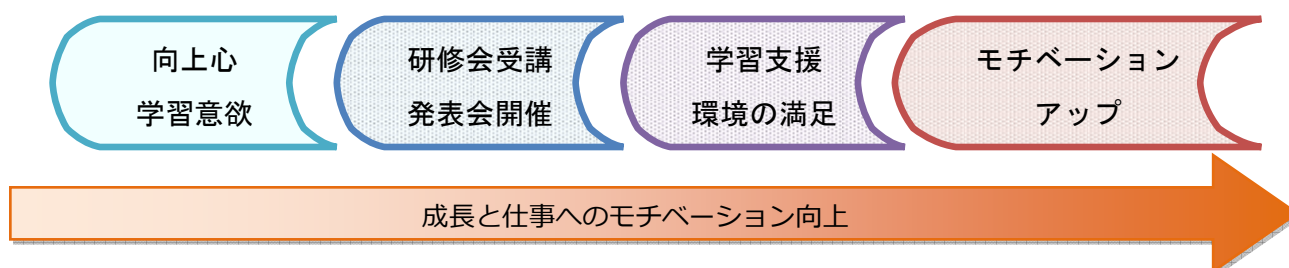 向上心
学習意欲
研修会受講
発表会開催
学習支援
環境の満足
モチベーション
アップ
成長と仕事へのモチベーション向上